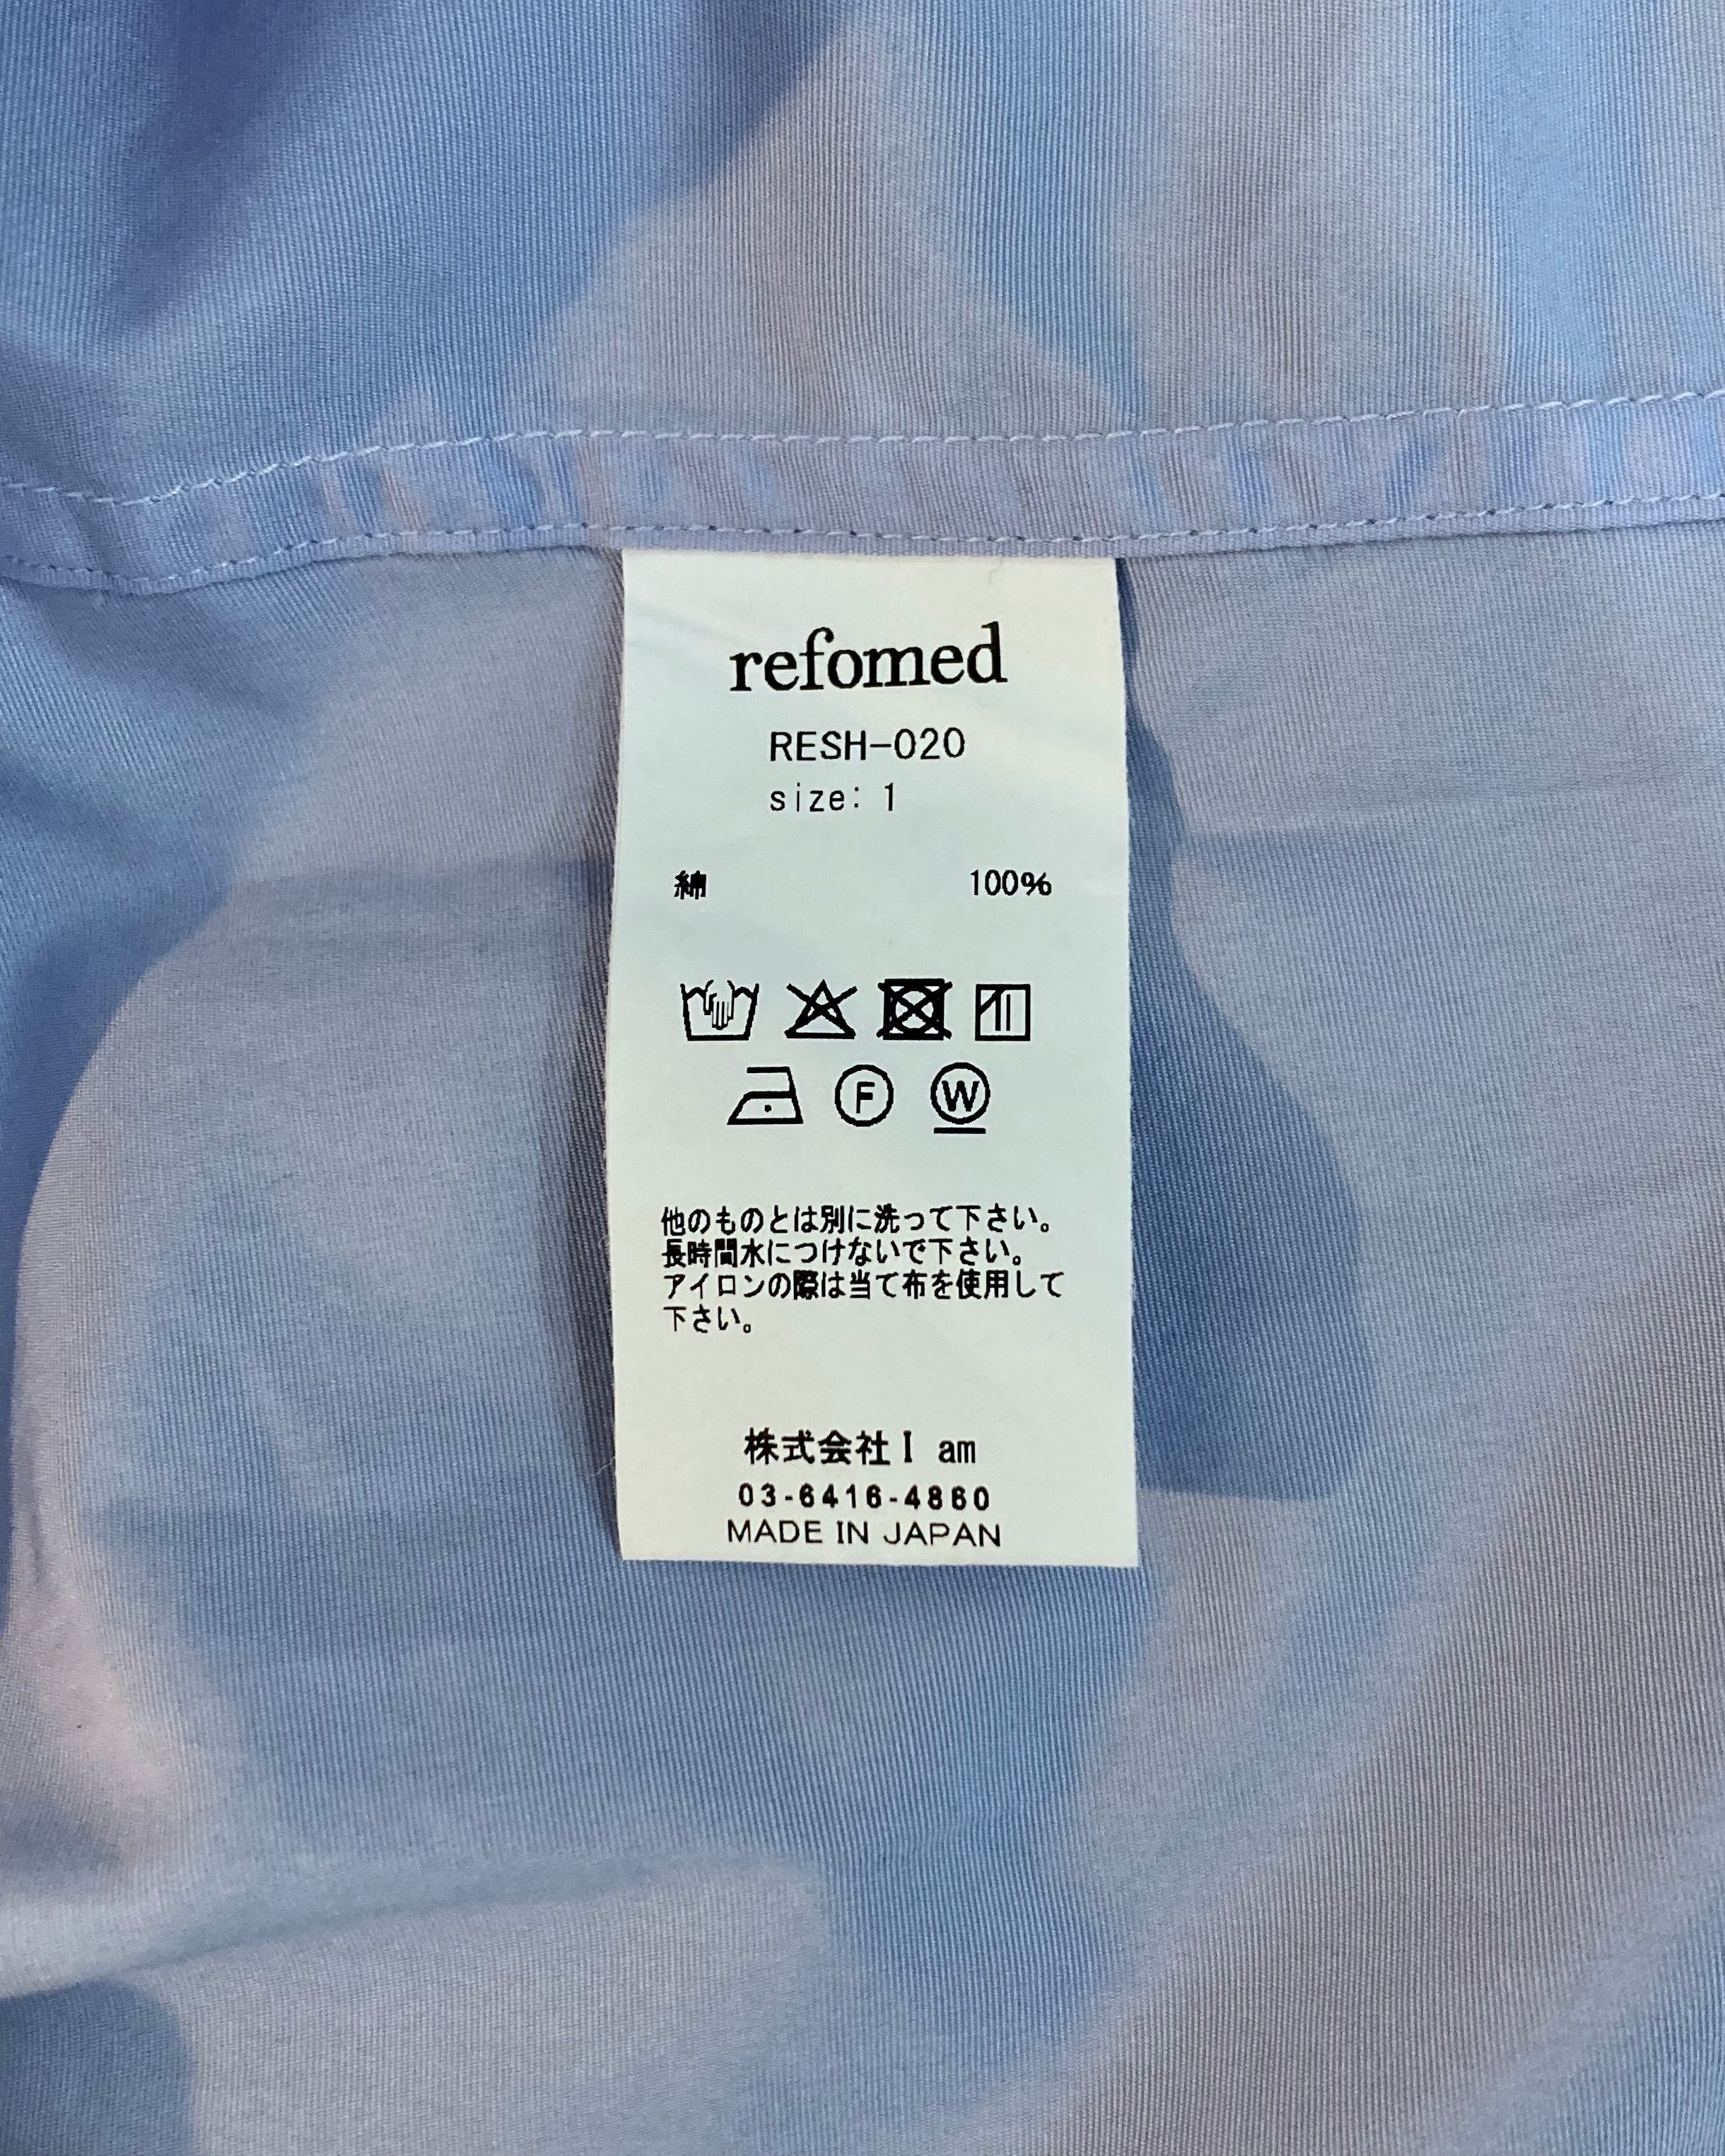 refomed
RESH-020
size: 1
綿 100%
F W
他のものとは別に洗って下さい。
長時間水につけないで下さい。
アイロンの際は当て布を使用して
下さい。
株式会社I am
03-6416-4860
MADE IN JAPAN